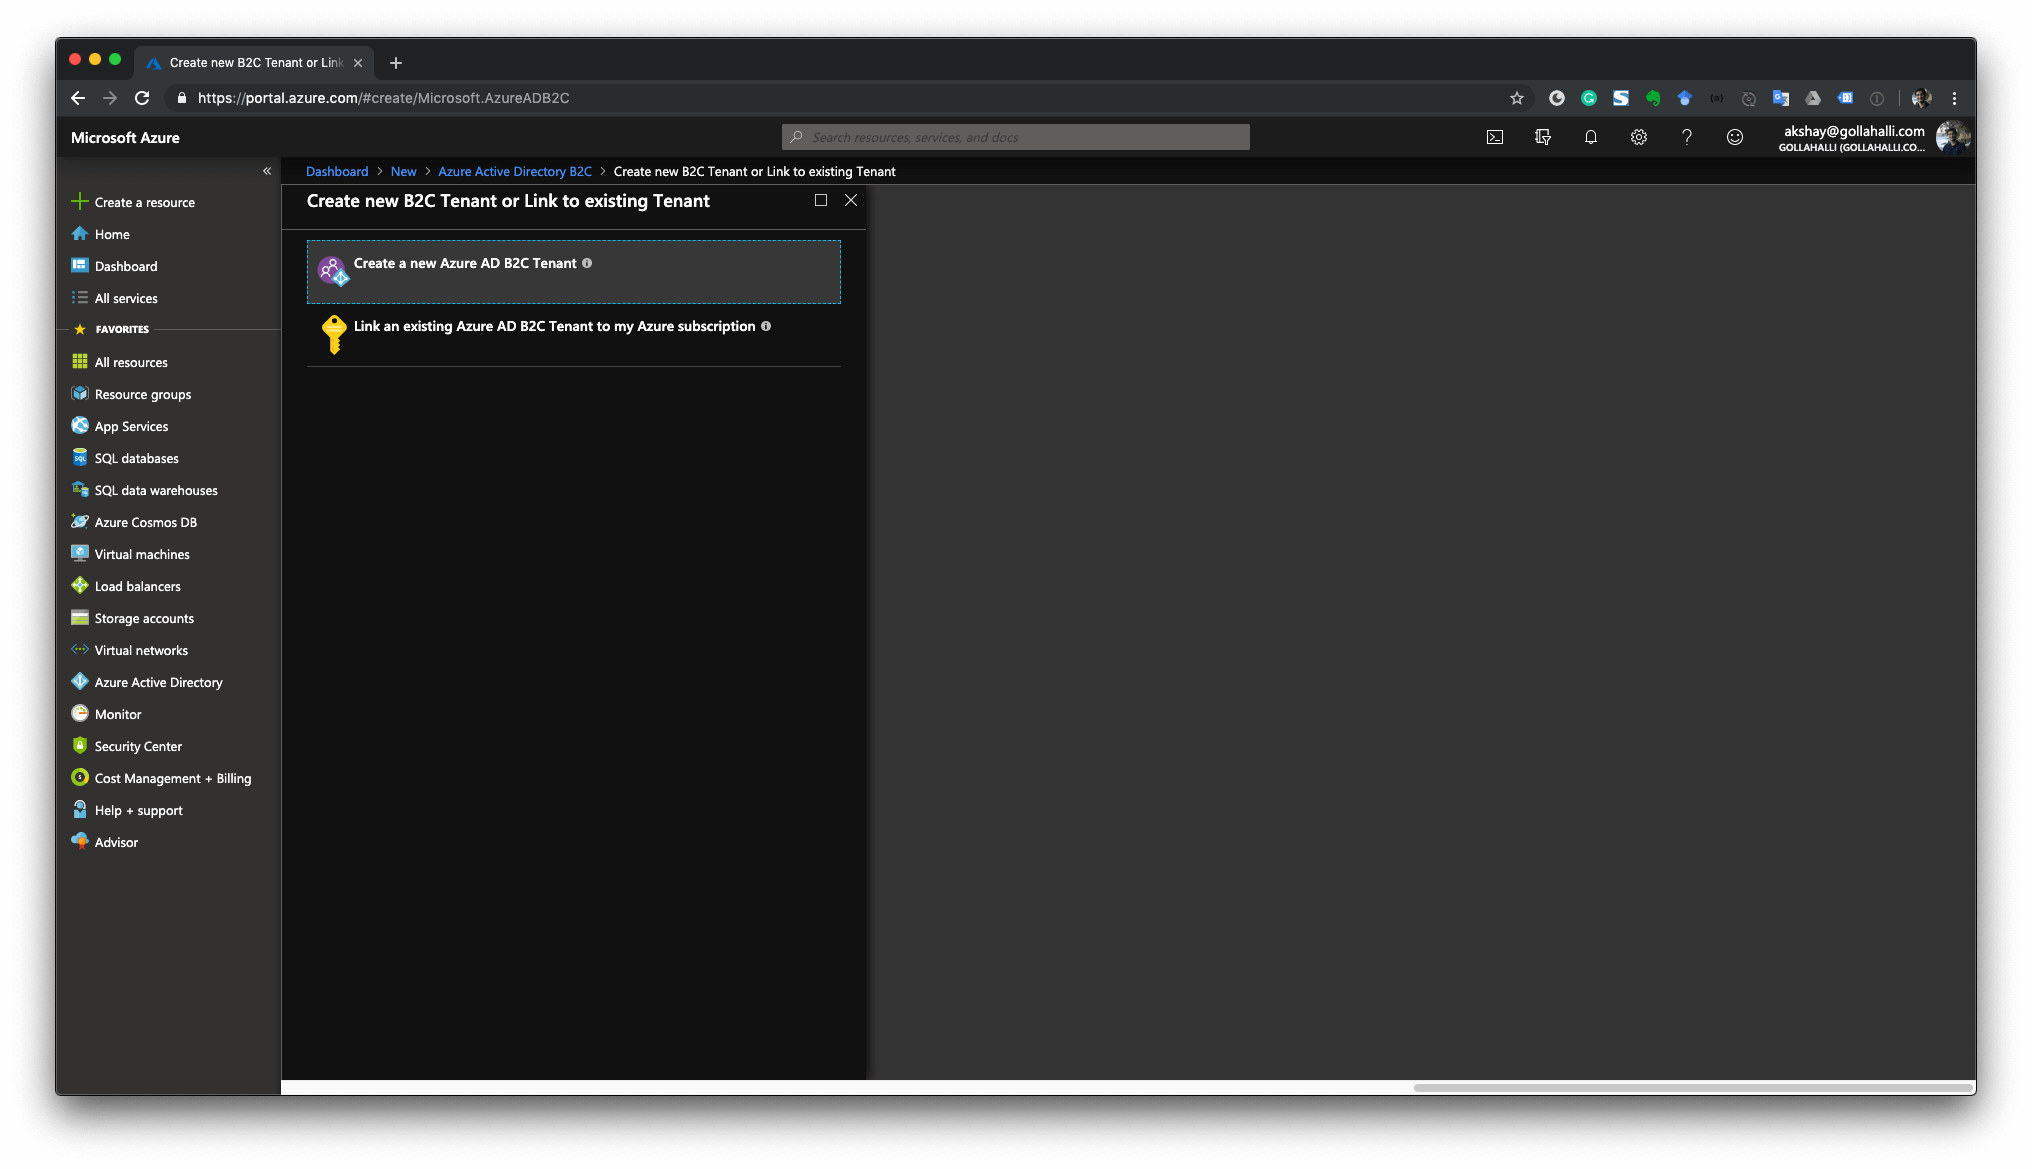 Create new B2C Tenant or Link
https://portal.azure.com/#create/Microsoft.AzureADB2C
Microsoft Azure
Search resources, services, and docs
akshay@gollahalli.com
GOLLAHALLI (GOLLAHALLI.CO...
Dashboard > New > Azure Active Directory B2C > Create new B2C Tenant or Link to existing Tenant
Create new B2C Tenant or Link to existing Tenant
Create a new Azure AD B2C Tenant
Link an existing Azure AD B2C Tenant to my Azure subscription
Create a resource
Home
Dashboard
All services
FAVORITES
All resources
Resource groups
App Services
SQL databases
SQL data warehouses
Azure Cosmos DB
Virtual machines
Load balancers
Storage accounts
Virtual networks
Azure Active Directory
Monitor
Security Center
Cost Management + Billing
Help + support
Advisor